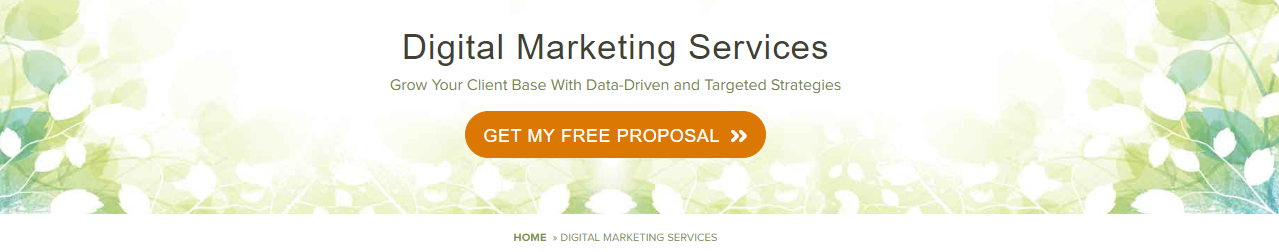 Digital Marketing Services
Grow Your Client Base With Data-Driven and Targeted Strategies
GET MY FREE PROPOSAL »
HOME » DIGITAL MARKETING SERVICES